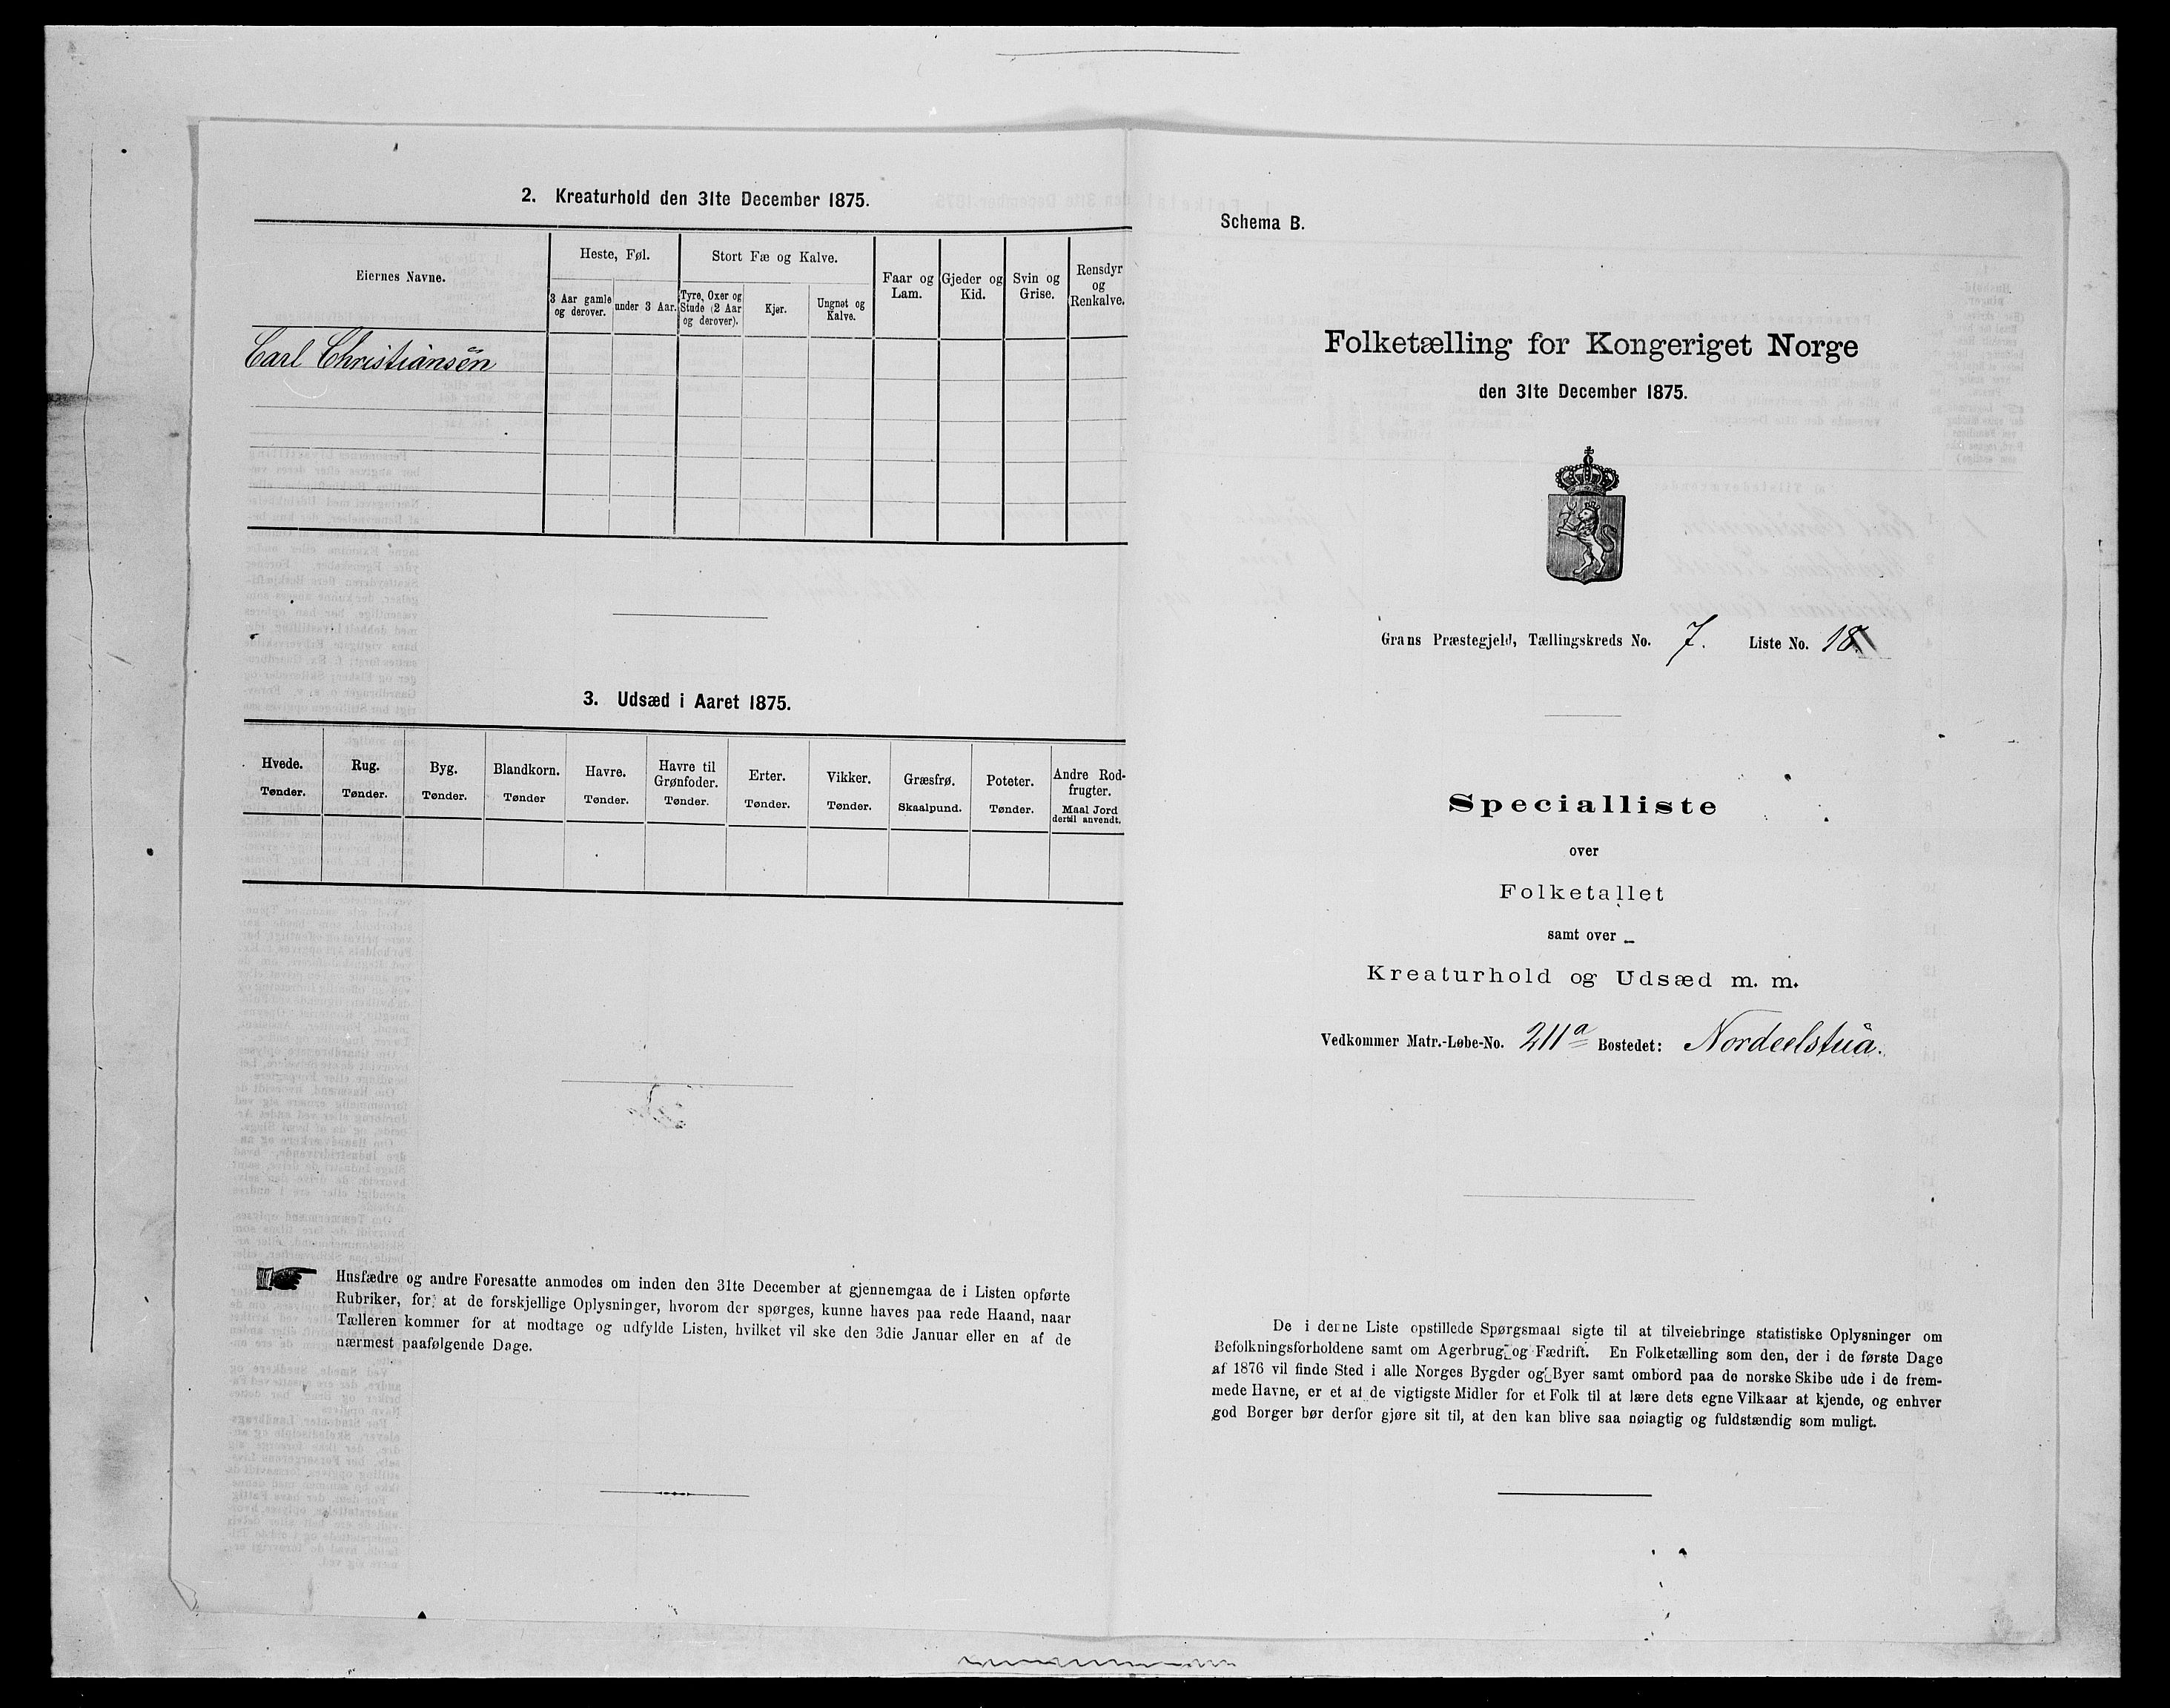 2. Kreaturhold den 31te December 1875.
Eiernes Navne.
Heste, Føl.
Stort Fæ og Kalve.
Faar og Lam.
Gjeder og Kid.
Svin og Grise.
Rensdyr og Renkalve.
3 Aar gamle og derover.
under 3 Aar.
Tyre, Oxer og Stude (2 Aar og derover).
Kjør.
Ungnøt og Kalve.
Carl Christiansen
3. Udsæd i Aaret 1875.
Hvede. Tønder.
Rug. Tønder.
Byg. Tønder.
Blandkorn. Tønder
Havre. Tønder.
Havre til Grønfoder. Tønder.
Erter. Tønder.
Vikker. Tønder.
Græsfrø. Skaalpund.
Poteter. Tønder.
Andre Rodfrugter. Maal Jord dertil anvendt.
Husfædre og andre Foresatte anmodes om inden den 31te December at gjennemgaa de i Listen opførte
Rubriker, for at de forskjellige Oplysninger, hvorom der spørges, kunne haves paa rede Haand, naar
Tælleren kommer for at modtage og udfylde Listen, hvilket vil ske den 3die Januar eller en af de
nærmest paafølgende Dage.
Schema B.
Folketælling for Kongeriget Norge
den 31te December 1875.
Grans Præstegjeld, Tællingskreds No. 7. Liste No. 18
Specialliste
over
Folketallet
samt over
Kreaturhold og Udsæd m. m.
Vedkommer Matr.-Løbe-No. 211a Bostedet: Nordeelstua.
De i denne Liste opstillede Spørgsmaal sigte til at tilveiebringe statistiske Oplysninger om
Befolkningsforholdene samt om Agerbrug og Fædrift. En Folketælling som den, der i de første Dage
af 1876 vil finde Sted i alle Norges Bygder og Byer samt ombord paa de norske Skibe ude i de frem-
mede Havne, er et af de vigtigste Midler for et Folk til at lære dets egne Vilkaar at kjende, og enhver
god Borger bør derfor gjøre sit til, at den kan blive saa nøiagtig og fuldstændig som muligt.